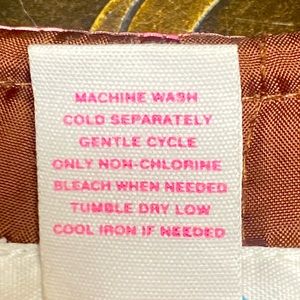 MACHINE WASH
COLD SEPARATELY
GENTLE CYCLE
ONLY NON-CHLORINE
BLEACH WHEN NEEDED
TUMBLE DRY LOW
COOL IRON IF NEEDED